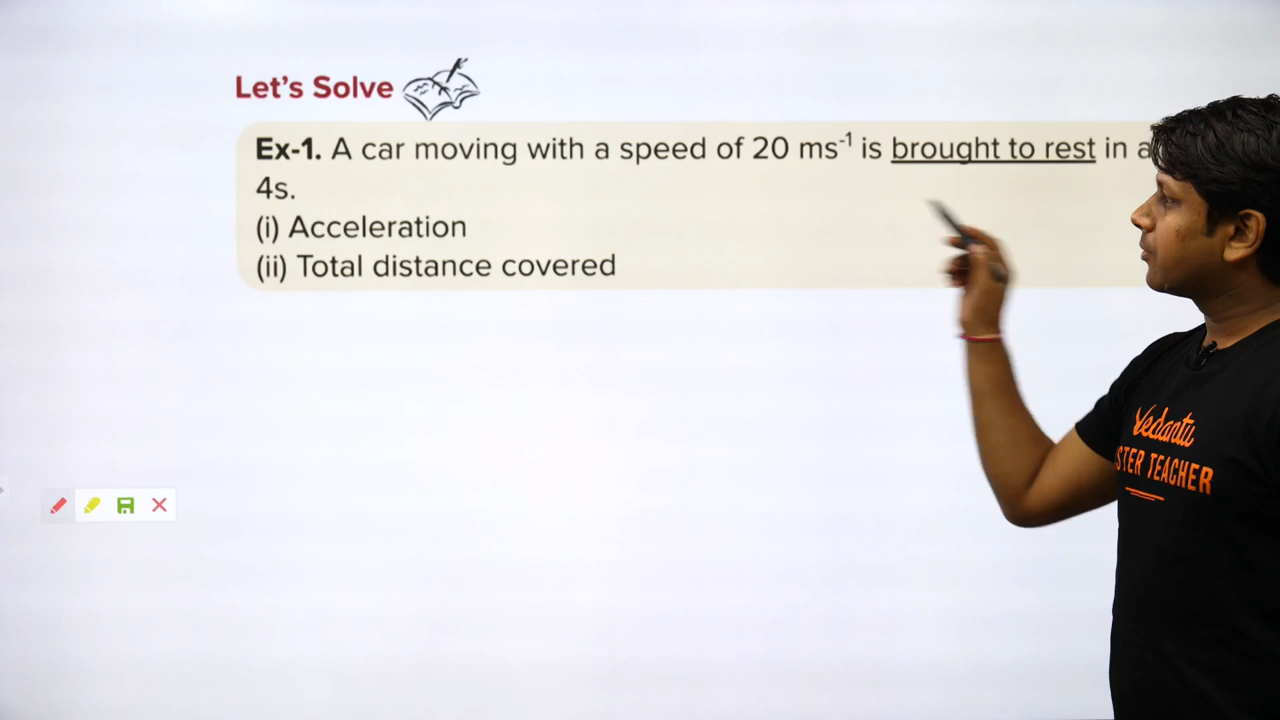 Let's Solve
Ex-1. A car moving with a speed of 20 ms⁻¹ is brought to rest in
4s.
(i) Acceleration
(ii) Total distance covered
Vedantu
TEACHER